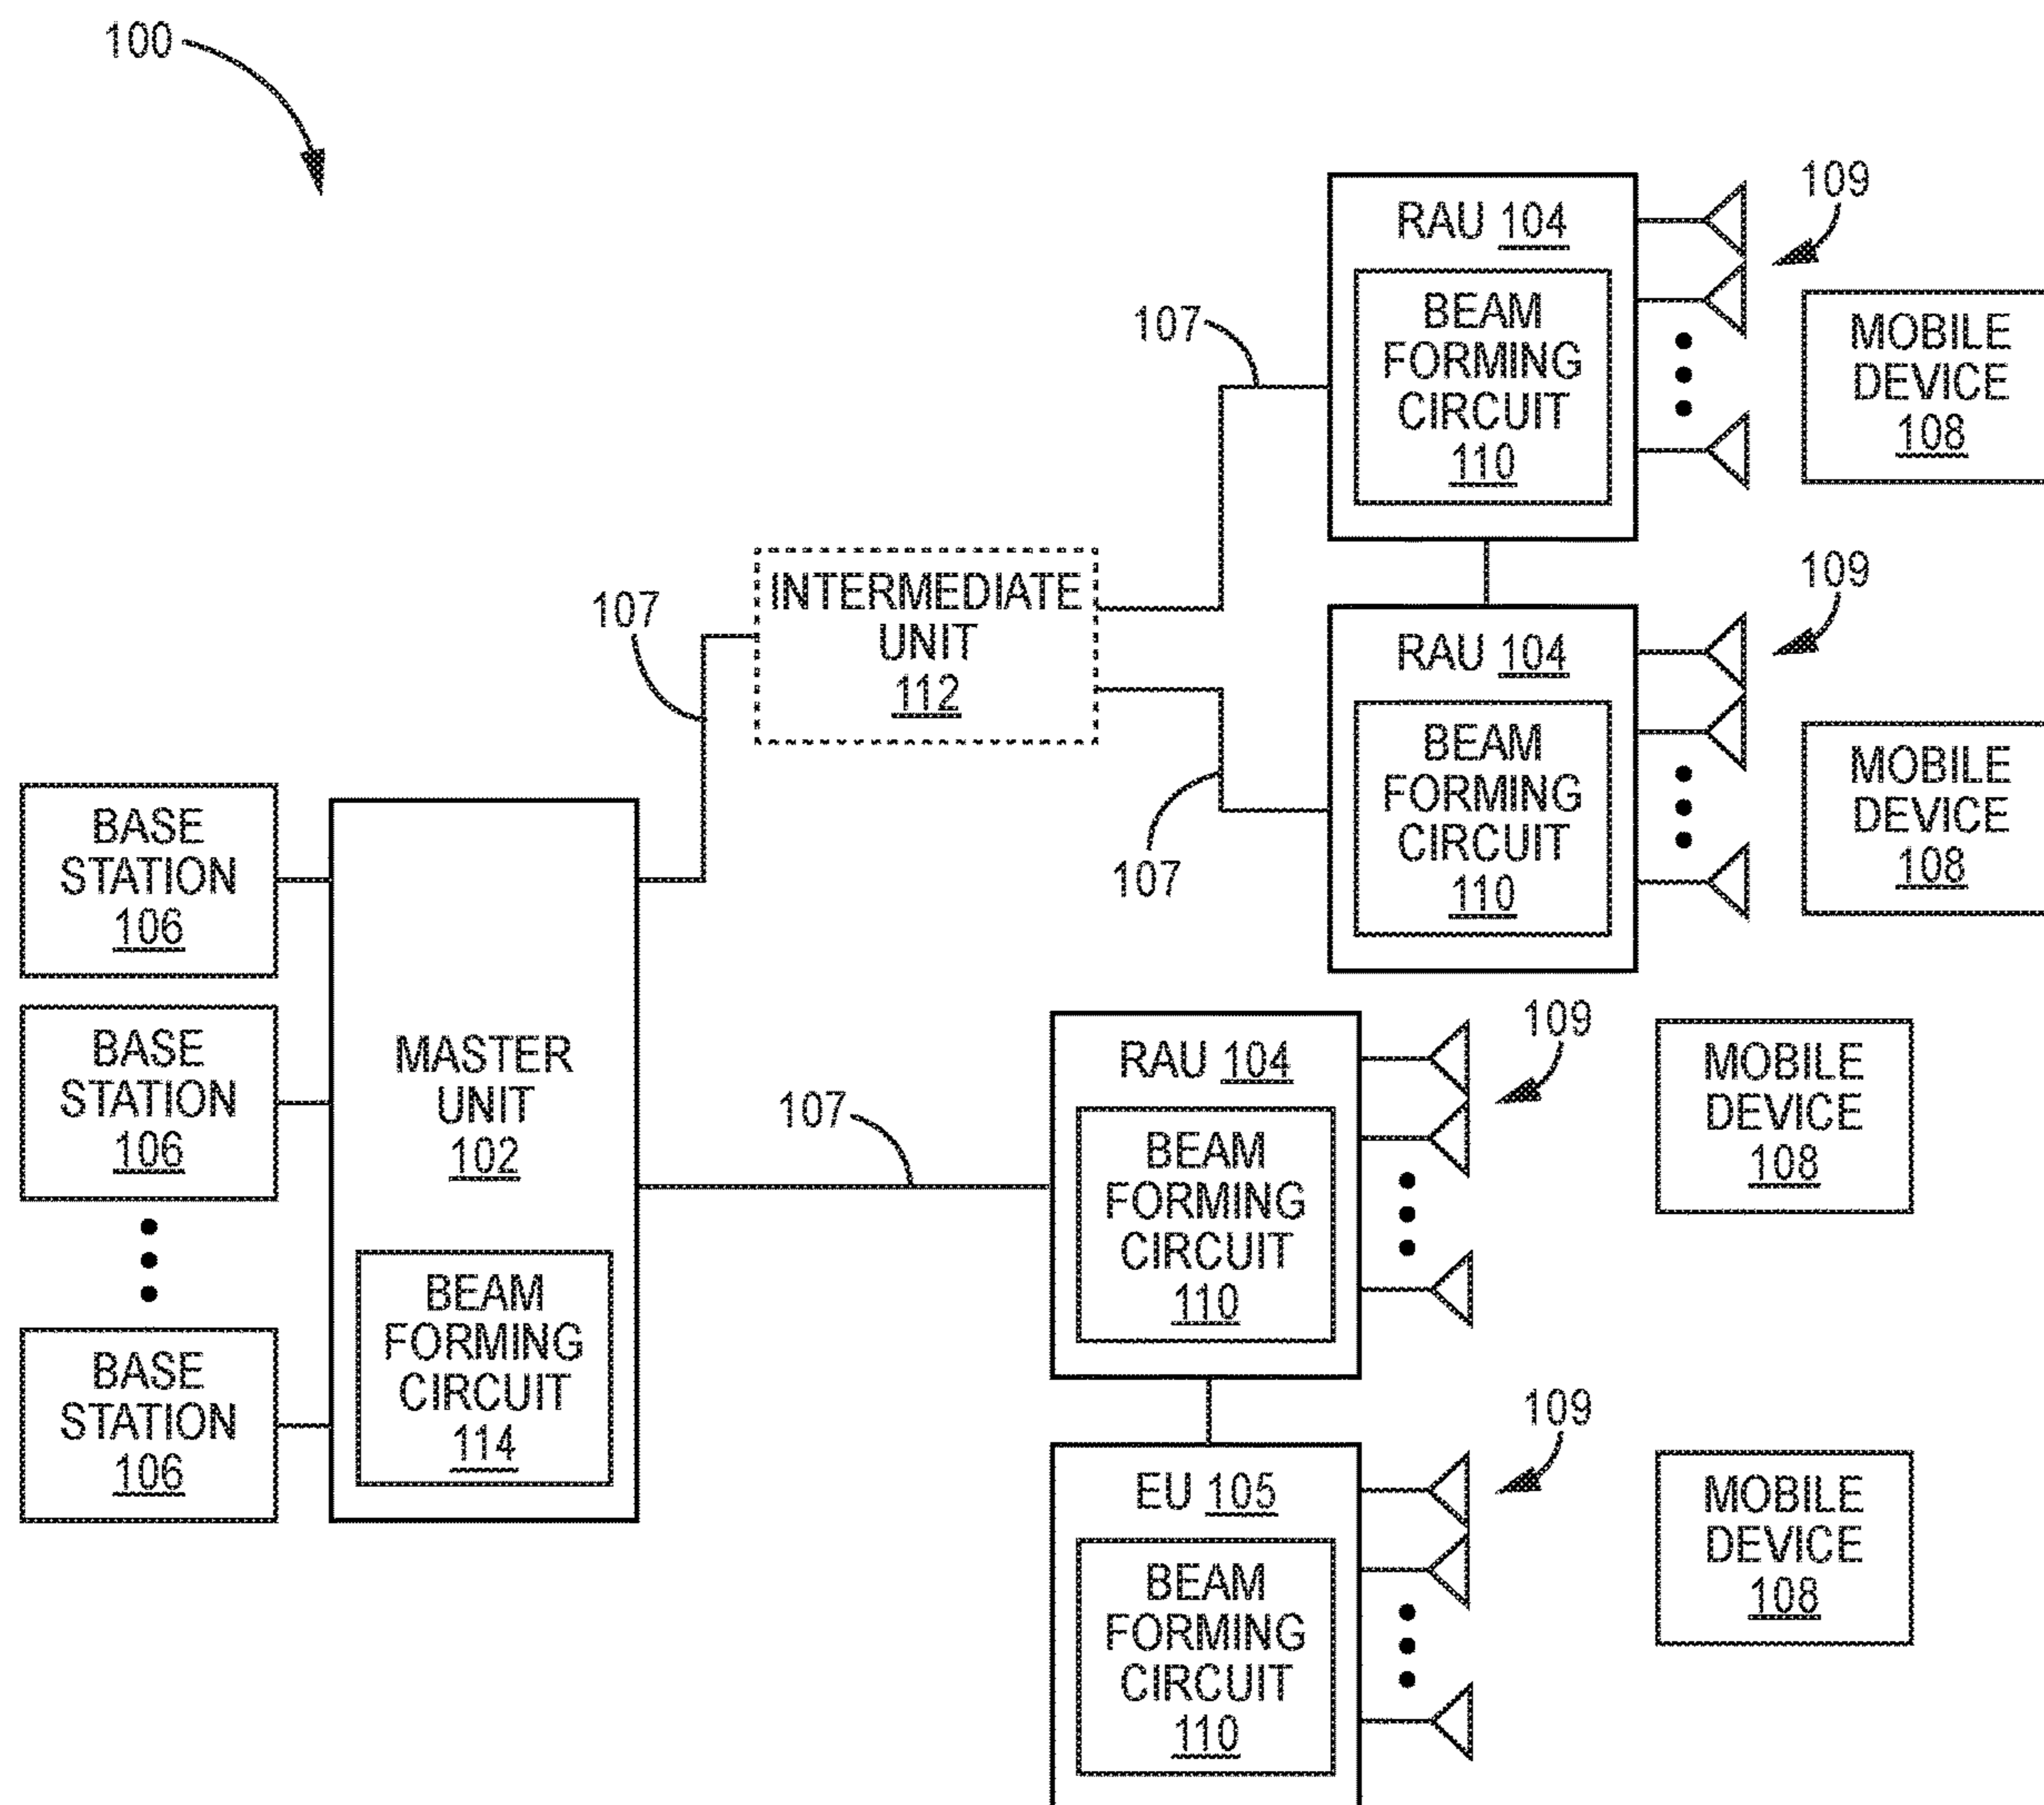 100
109
RAU 104
BEAM
FORMING
CIRCUIT
110
MOBILE
DEVICE
108
107
109
INTERMEDIATE
UNIT
112
107
RAU 104
BEAM
FORMING
CIRCUIT
110
MOBILE
DEVICE
108
107
BASE
STATION
106
BASE
STATION
106
BASE
STATION
106
MASTER
UNIT
102
BEAM
FORMING
CIRCUIT
114
107
109
RAU 104
BEAM
FORMING
CIRCUIT
110
MOBILE
DEVICE
108
109
EU 105
BEAM
FORMING
CIRCUIT
110
MOBILE
DEVICE
108